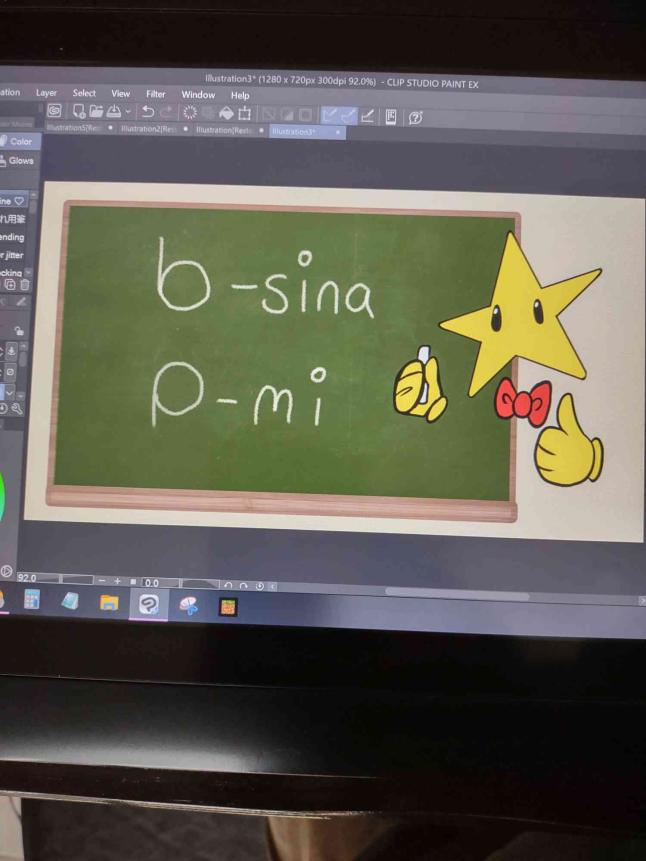 Illustration3* (1280 x 720px 300dpi 92.0%) - CLIP STUDIO PAINT EX
ation Layer Select View Filter Window Help
Illustration5[Res Illustration2[Res Illustration[Resto Illustration3*
Color
Glows
ine
れ用筆
ending
r jitter
cking
b-sina
p-mi
92.0 0.0